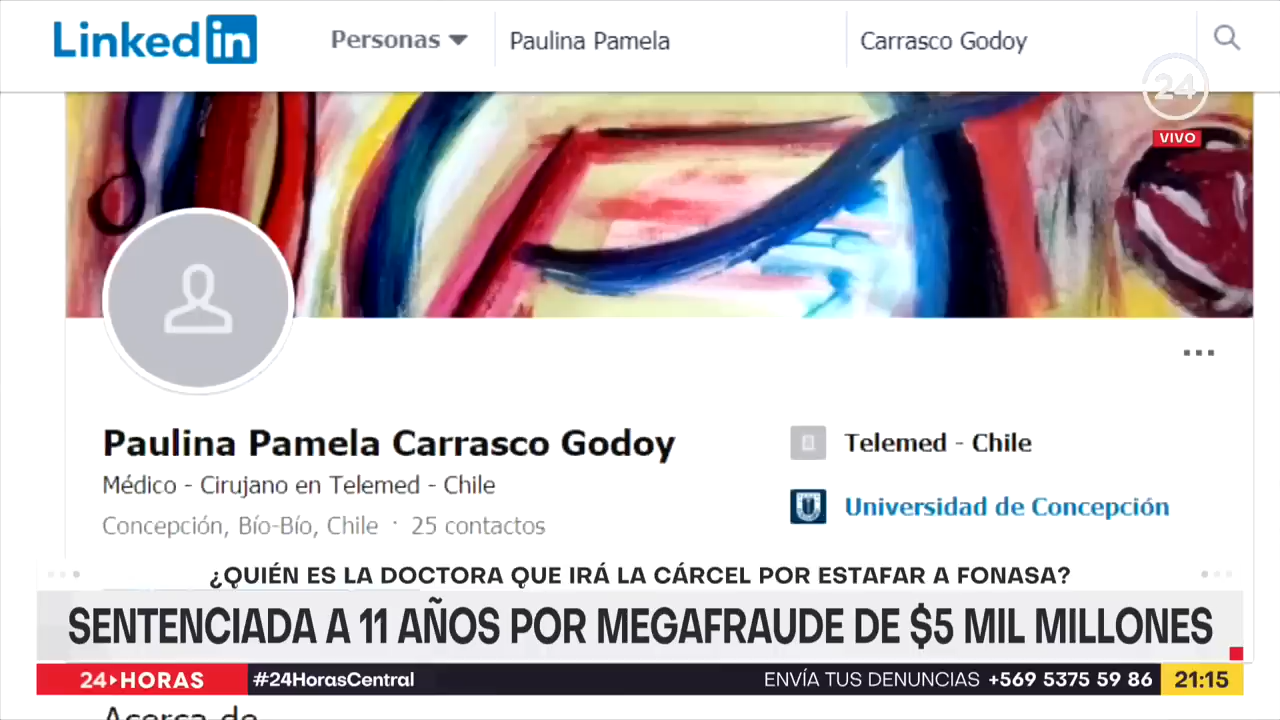 LinkedIn Personas Paulina Pamela Carrasco Godoy
24
VIVO
Paulina Pamela Carrasco Godoy
Médico - Cirujano en Telemed - Chile
Concepción, Bío-Bío, Chile · 25 contactos
Telemed - Chile
Universidad de Concepción
¿QUIÉN ES LA DOCTORA QUE IRÁ LA CÁRCEL POR ESTAFAR A FONASA?
SENTENCIADA A 11 AÑOS POR MEGAFRAUDE DE $5 MIL MILLONES
24 HORAS #24HorasCentral ENVÍA TUS DENUNCIAS +569 5375 59 86 21:15
Acerca de